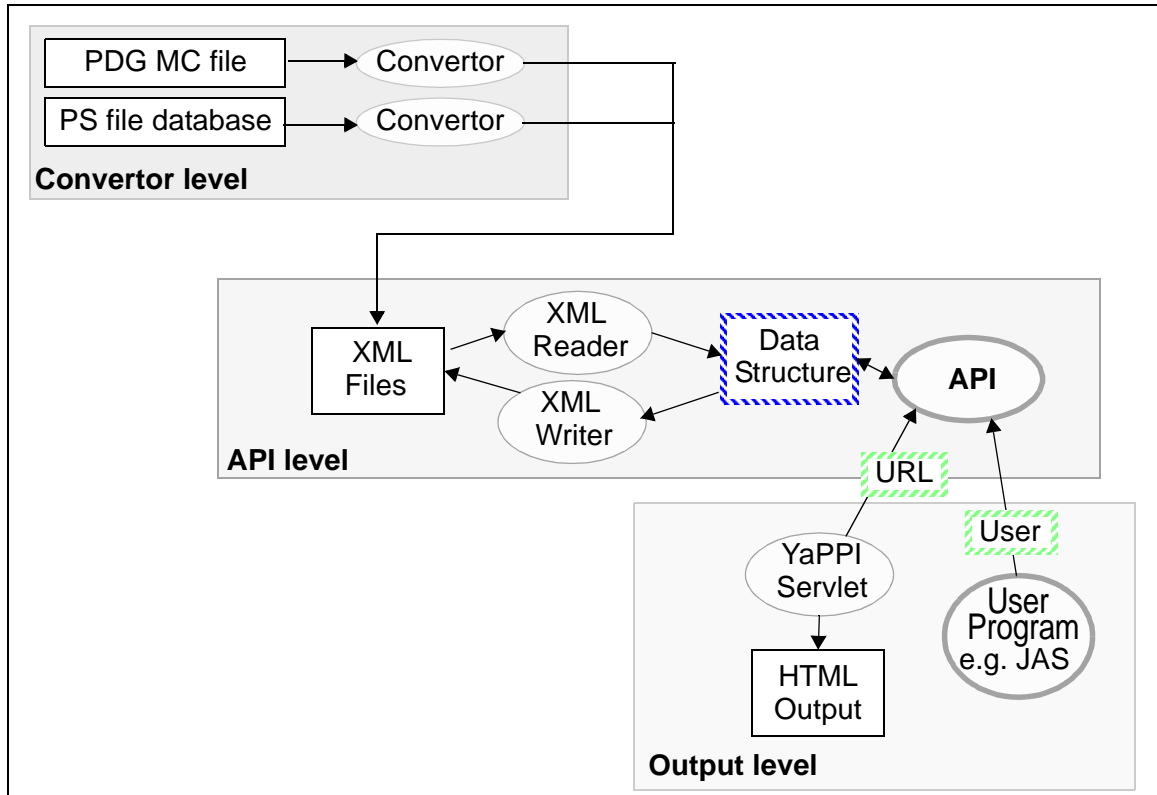 PDG MC file
Convertor
PS file database
Convertor
Convertor level
XML
Files
XML
Reader
XML
Writer
Data
Structure
API
API level
URL
User
YaPPI
Servlet
User
Program
e.g. JAS
HTML
Output
Output level